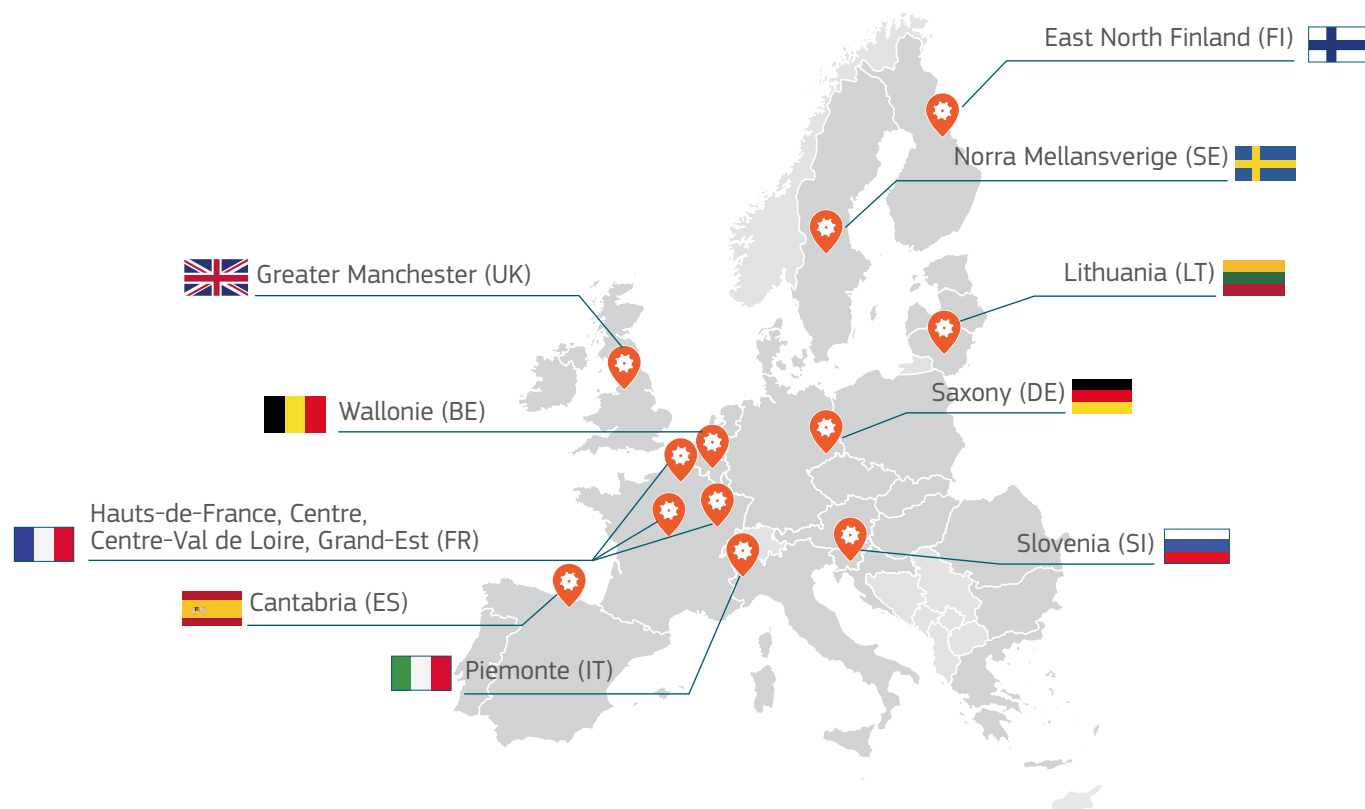 East North Finland (FI)
Norra Mellansverige (SE)
Greater Manchester (UK)
Lithuania (LT)
Saxony (DE)
Wallonie (BE)
Hauts-de-France, Centre,
Centre-Val de Loire, Grand-Est (FR)
Slovenia (SI)
Cantabria (ES)
Piemonte (IT)